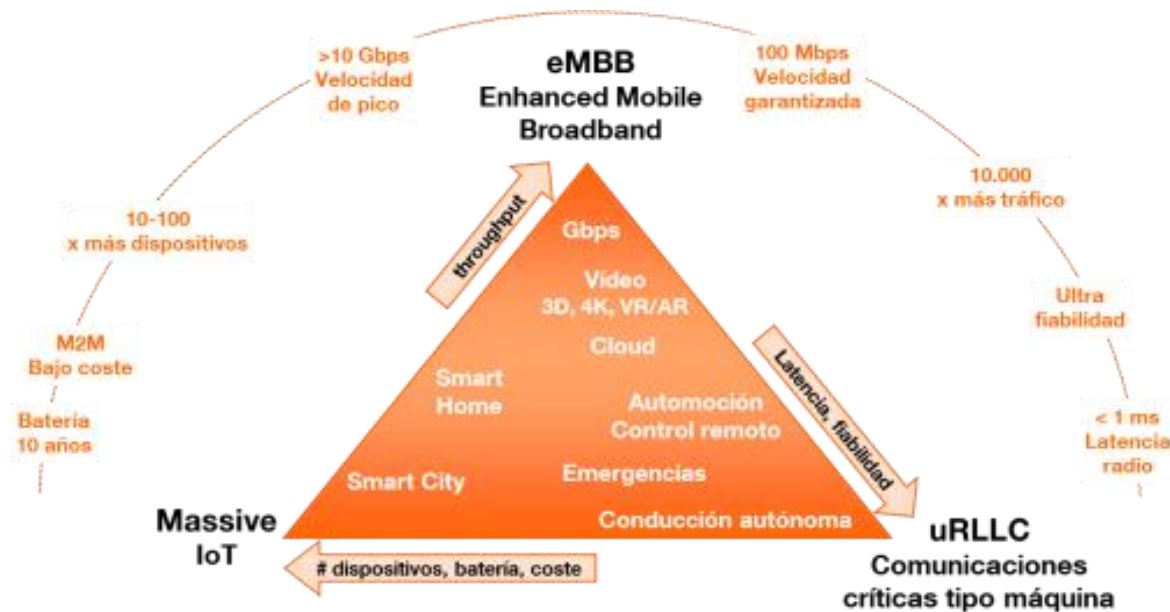 >10 Gbps
Velocidad
de pico
eMBB
Enhanced Mobile
Broadband
100 Mbps
Velocidad
garantizada
10-100
x más dispositivos
10.000
x más tráfico
throughput
Gbps
Vídeo
3D, 4K, VR/AR
Cloud
M2M
Bajo coste
Ultra
fiabilidad
Latencia, fiabilidad
Smart
Home
Automoción
Control remoto
Batería
10 años
< 1 ms
Latencia
radio
Smart City
Emergencias
Conducción autónoma
Massive
IoT
# dispositivos, batería, coste
uRLLC
Comunicaciones
críticas tipo máquina